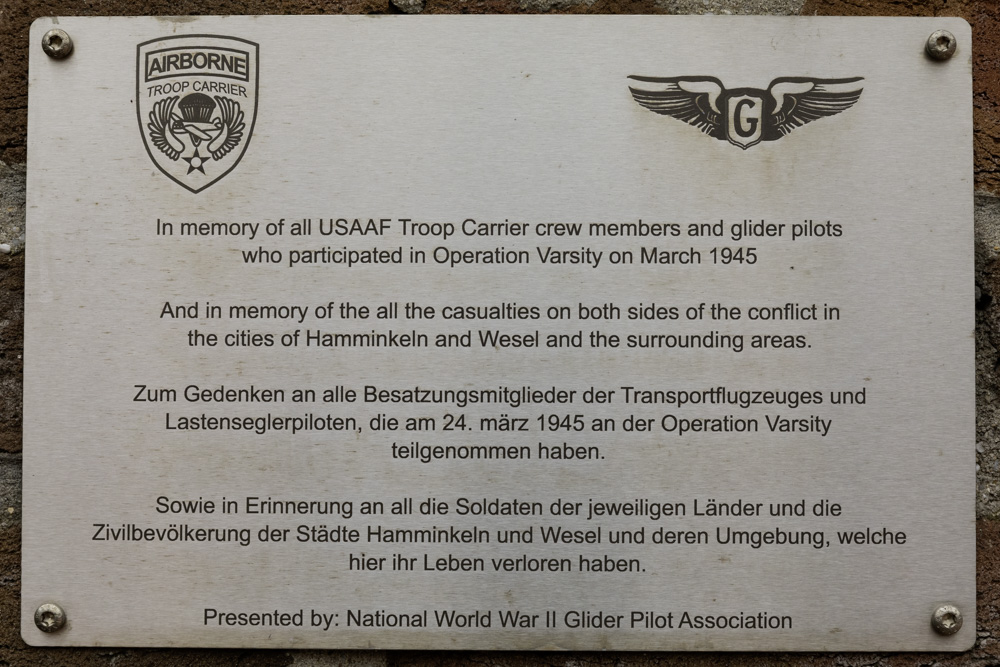 AIRBORNE
TROOP CARRIER
G
In memory of all USAAF Troop Carrier crew members and glider pilots
who participated in Operation Varsity on March 1945
And in memory of the all the casualties on both sides of the conflict in
the cities of Hamminkeln and Wesel and the surrounding areas.
Zum Gedenken an alle Besatzungsmitglieder der Transportflugzeuges und
Lastenseglerpiloten, die am 24. märz 1945 an der Operation Varsity
teilgenommen haben.
Sowie in Erinnerung an all die Soldaten der jeweiligen Länder und die
Zivilbevölkerung der Städte Hamminkeln und Wesel und deren Umgebung, welche
hier ihr Leben verloren haben.
Presented by: National World War II Glider Pilot Association